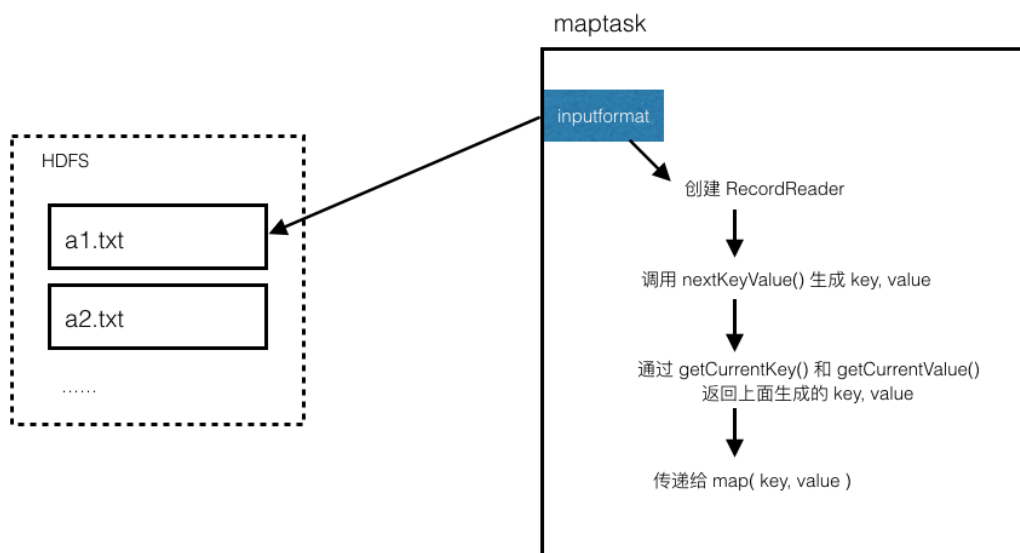 maptask
inputformat
HDFS
a1.txt
a2.txt
......
创建 RecordReader
调用 nextKeyValue() 生成 key, value
通过 getCurrentKey() 和 getCurrentValue()
返回上面生成的 key, value
传递给 map( key, value )